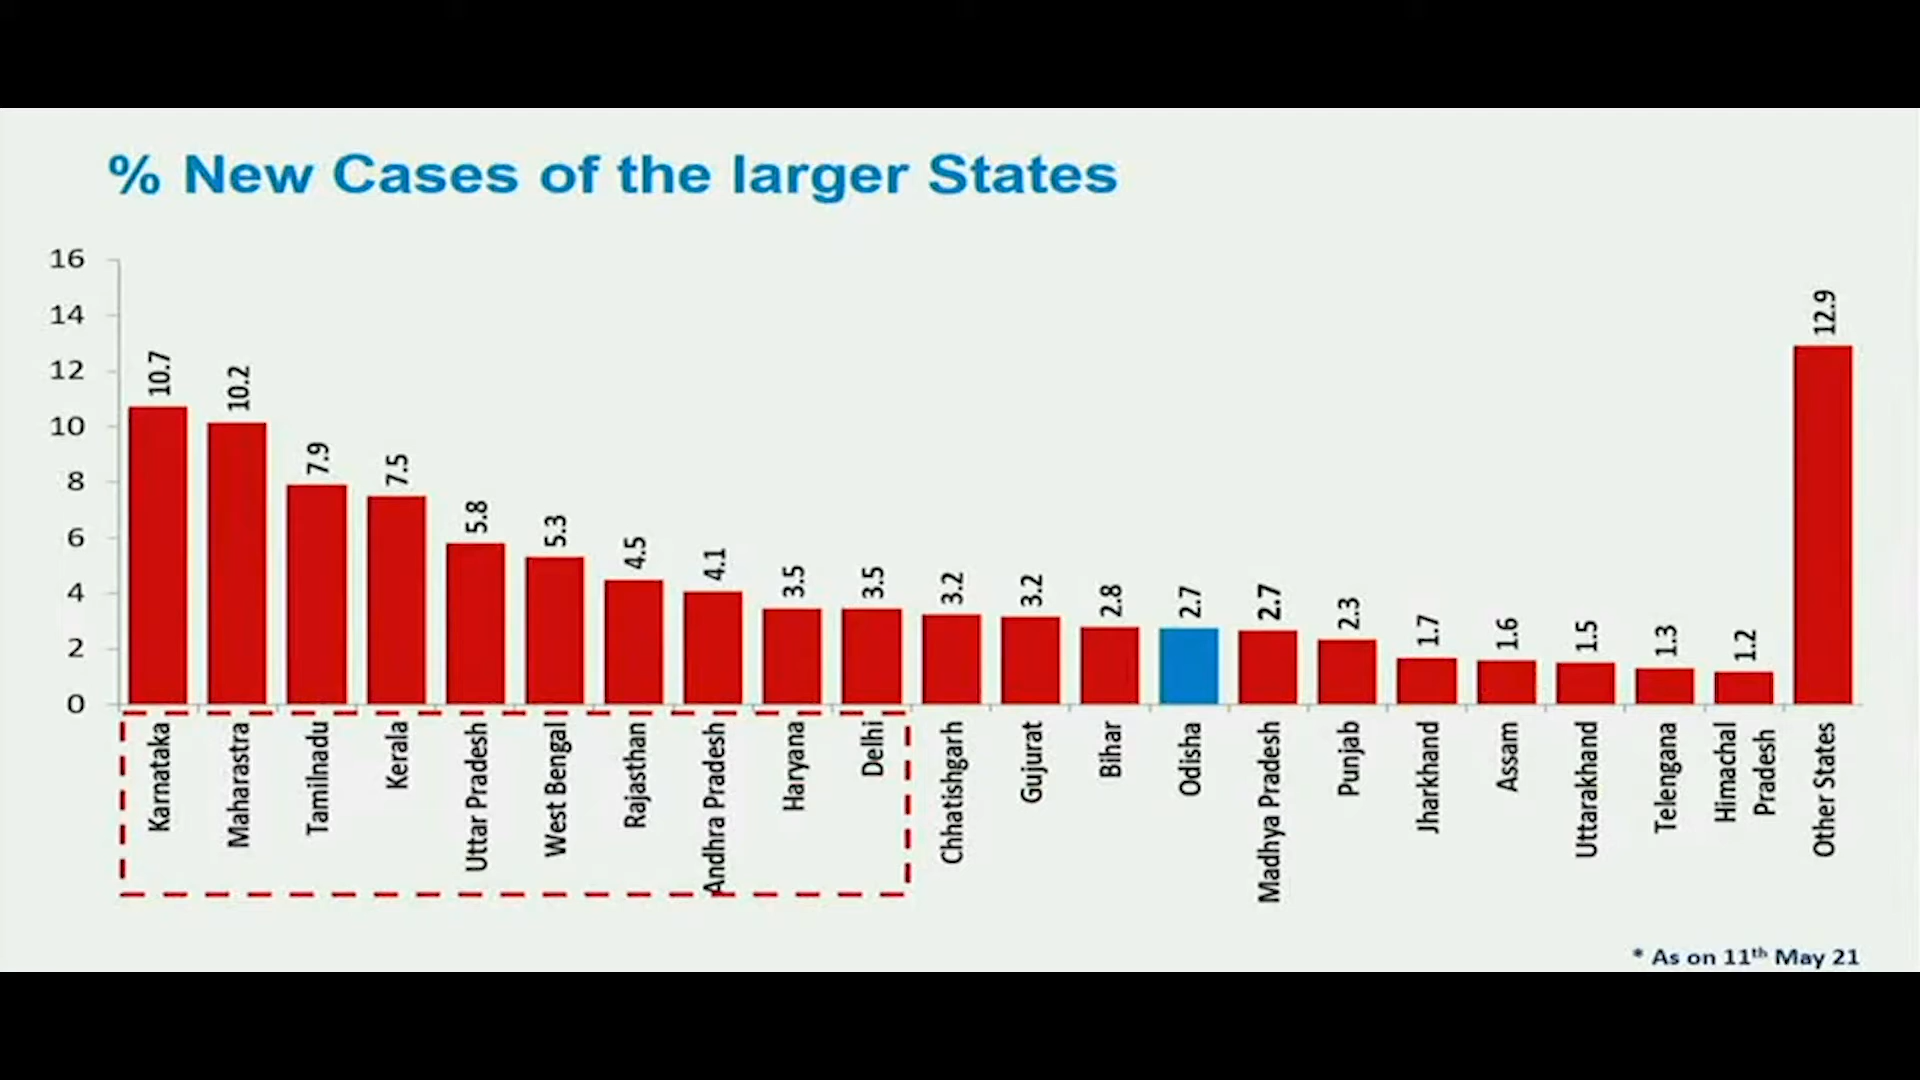 % New Cases of the larger States
16
14
12
10
8
6
4
2
0
10.7
10.2
7.9
7.5
5.8
5.3
4.5
4.1
3.5
3.5
3.2
3.2
2.8
2.7
2.7
2.3
1.7
1.6
1.5
1.3
1.2
12.9
Karnataka
Maharastra
Tamilnadu
Kerala
Uttar Pradesh
West Bengal
Rajasthan
Andhra Pradesh
Haryana
Delhi
Chhatishgarh
Gujurat
Bihar
Odisha
Madhya Pradesh
Punjab
Jharkhand
Assam
Uttarakhand
Telengana
Himachal
Pradesh
Other States
* As on 11th May 21